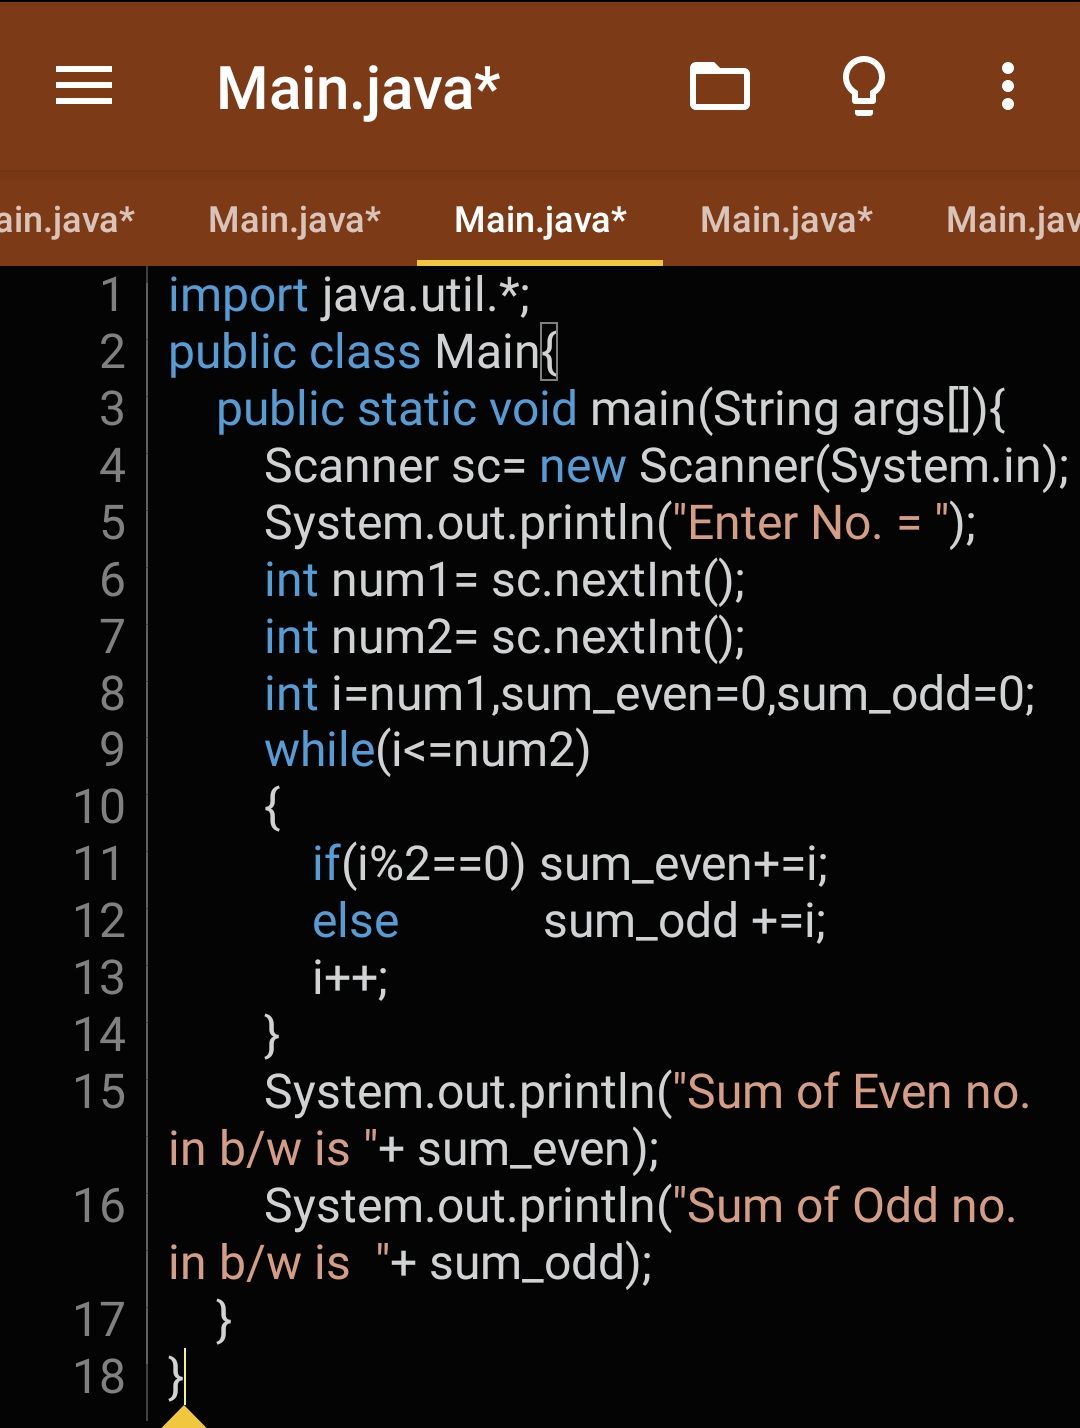 Main.java*
ain.java* Main.java* Main.java* Main.java* Main.jav
1 import java.util.*;
2 public class Main{
3 public static void main(String args[]){
4 Scanner sc= new Scanner(System.in);
5 System.out.println("Enter No. = ");
6 int num1= sc.nextInt();
7 int num2= sc.nextInt();
8 int i=num1,sum_even=0,sum_odd=0;
9 while(i<=num2)
10 {
11 if(i%2==0) sum_even+=i;
12 else sum_odd +=i;
13 i++;
14 }
15 System.out.println("Sum of Even no.
in b/w is "+ sum_even);
16 System.out.println("Sum of Odd no.
in b/w is  "+ sum_odd);
17 }
18 }